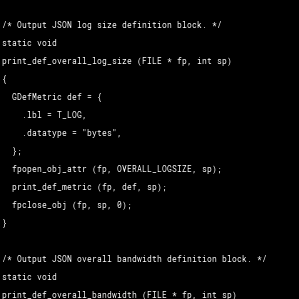 /* Output JSON log size definition block. */
static void
print_def_overall_log_size (FILE * fp, int sp)
{
  GDefMetric def = {
    .lbl = T_LOG,
    .datatype = "bytes",
  };
  fpopen_obj_attr (fp, OVERALL_LOGSIZE, sp);
  print_def_metric (fp, def, sp);
  fpclose_obj (fp, sp, 0);
}
/* Output JSON overall bandwidth definition block. */
static void
print_def_overall_bandwidth (FILE * fp, int sp)